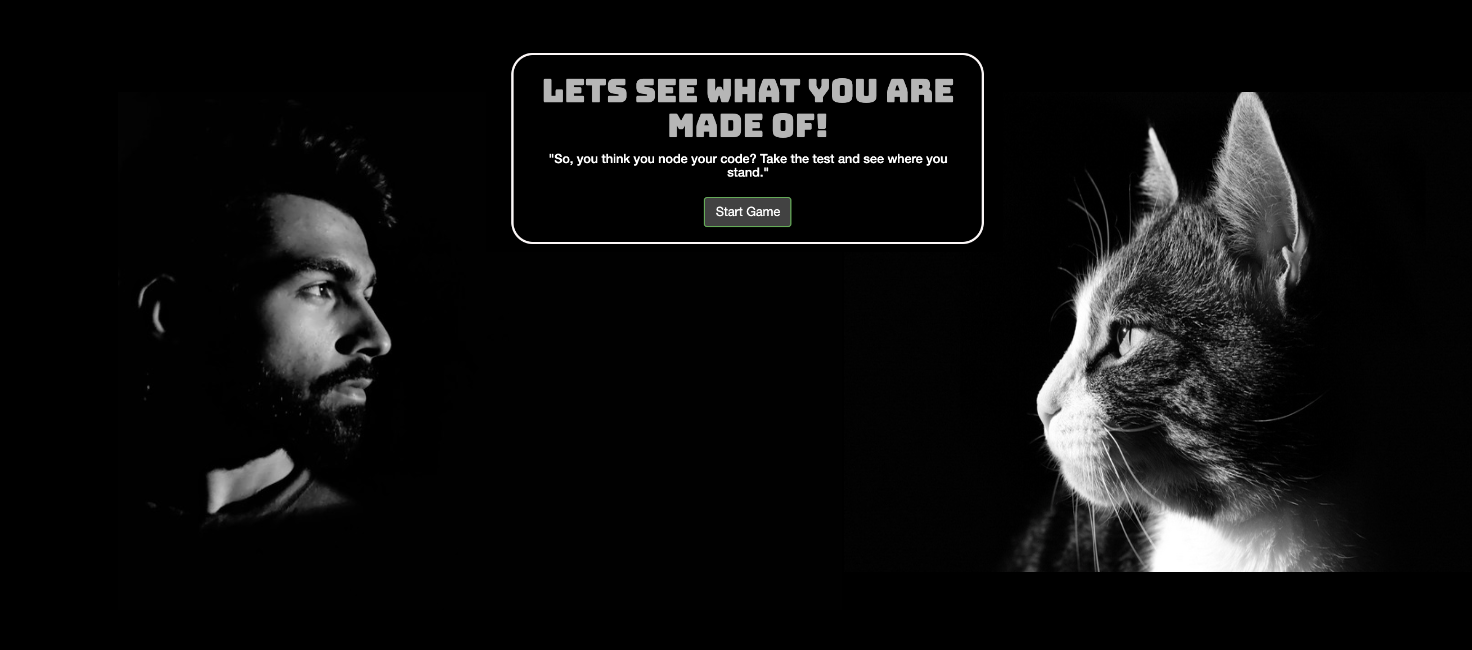 LETS SEE WHAT YOU ARE
MADE OF!
"So, you think you node your code? Take the test and see where you
stand."
Start Game